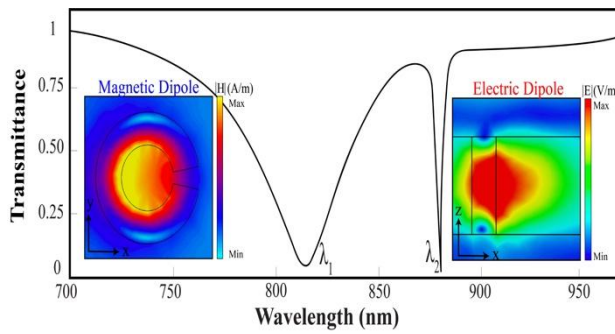 1
0.75
0.50
0.25
0
Transmittance
Magnetic Dipole
|H|(A/m)
Max
Min
y
x
Electric Dipole
|E|(V/m
Max
Min
z
x
λ1
λ2
700
750
800
850
900
950
Wavelength (nm)